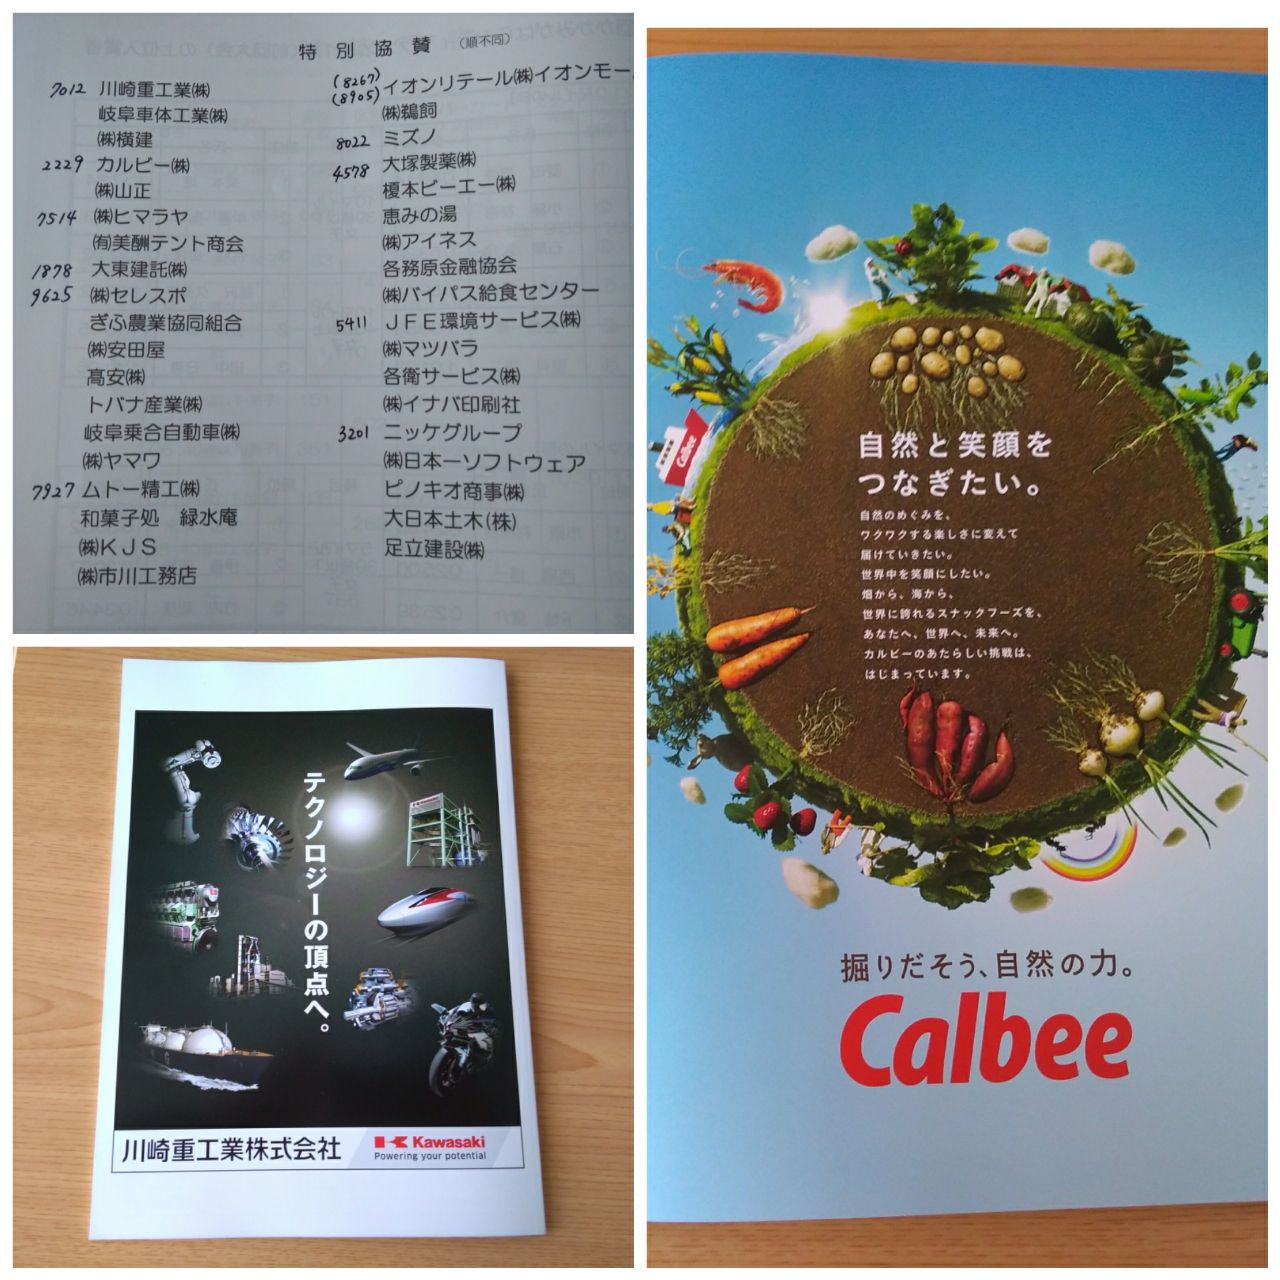 特別協賛 (順不同)
7012 川崎重工業㈱
岐阜車体工業㈱
㈱横建
2229 カルビー㈱
㈱山正
7514 ㈱ヒマラヤ
㈲美酬テント商会
1878 大東建託㈱
9625 ㈱セレスポ
ぎふ農業協同組合
㈱安田屋
髙安㈱
トバナ産業㈱
岐阜乗合自動車㈱
㈱ヤマワ
7927 ムトー精工㈱
和菓子処 緑水庵
㈱KJS
㈱市川工務店
(8267)
(8905) イオンリテール㈱イオンモー
㈱鵜飼
8022 ミズノ
4578 大塚製薬㈱
榎本ビーエー㈱
恵みの湯
㈱アイネス
各務原金融協会
㈱バイパス給食センター
5411 JFE環境サービス㈱
㈱マツバラ
各衛サービス㈱
㈱イナバ印刷社
3201 ニッケグループ
㈱日本一ソフトウェア
ピノキオ商事㈱
大日本土木(株)
足立建設㈱
テクノロジーの頂点へ。
川崎重工業株式会社
Kawasaki
Powering your potential
Calbee
自然と笑顔を
つなぎたい。
自然のめぐみを、
ワクワクする楽しさに変えて
届けていきたい。
世界中を笑顔にしたい。
畑から、海から、
世界に誇れるスナックフーズを、
あなたへ、世界へ、未来へ。
カルビーのあたらしい挑戦は、
はじまっています。
掘りだそう、自然の力。
Calbee